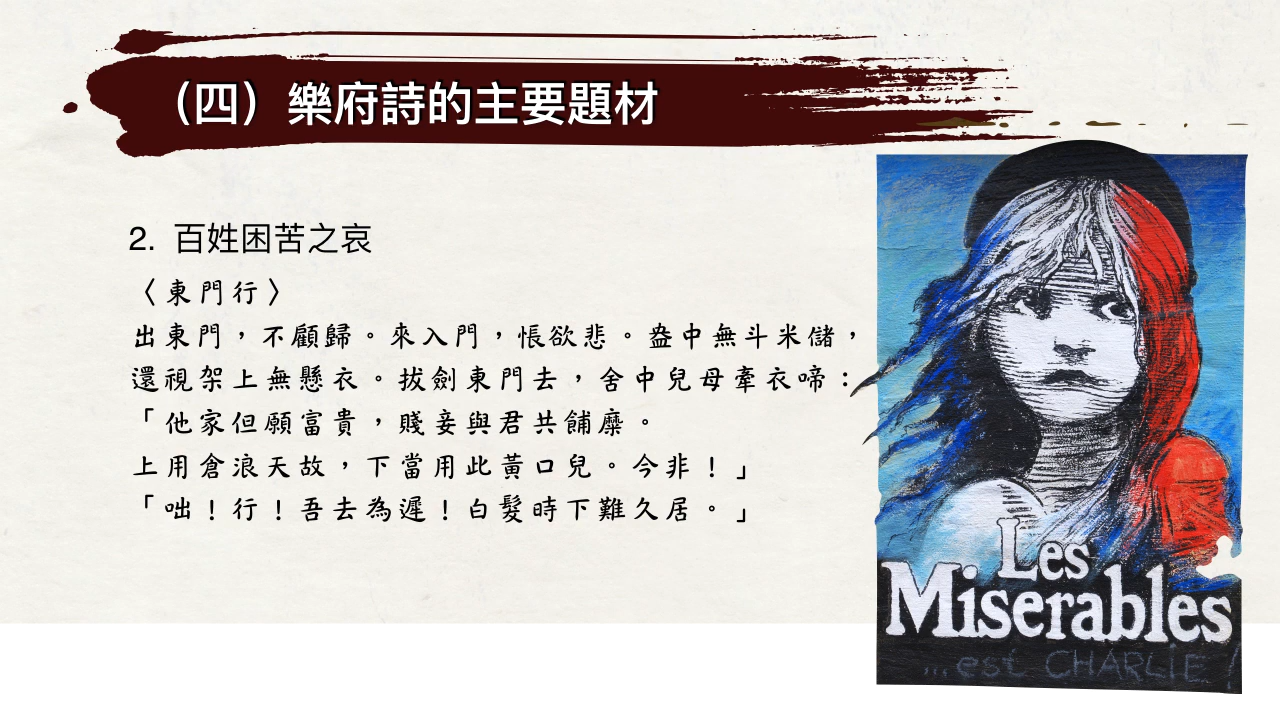 （四）樂府詩的主要題材
2. 百姓困苦之哀
〈東門行〉
出東門，不顧歸。來入門，悵欲悲。盎中無斗米儲，
還視架上無懸衣。拔劍東門去，舍中兒母牽衣啼：
「他家但願富貴，賤妾與君共餔糜。
上用倉浪天故，下當用此黃口兒。今非！」
「咄！行！吾去為遲！白髮時下難久居。」
Les
Miserables
...est CHARLIE !